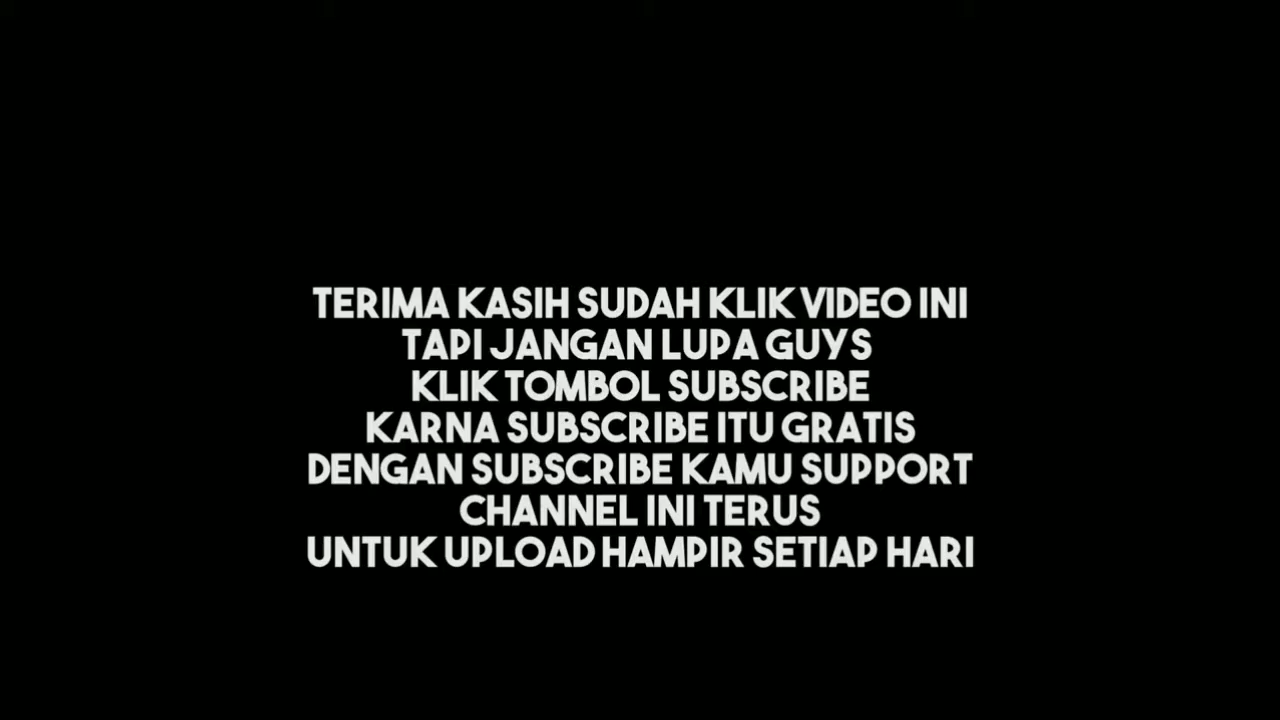 TERIMA KASIH SUDAH KLIK VIDEO INI
TAPI JANGAN LUPA GUYS
KLIK TOMBOL SUBSCRIBE
KARNA SUBSCRIBE ITU GRATIS
DENGAN SUBSCRIBE KAMU SUPPORT
CHANNEL INI TERUS
UNTUK UPLOAD HAMPIR SETIAP HARI